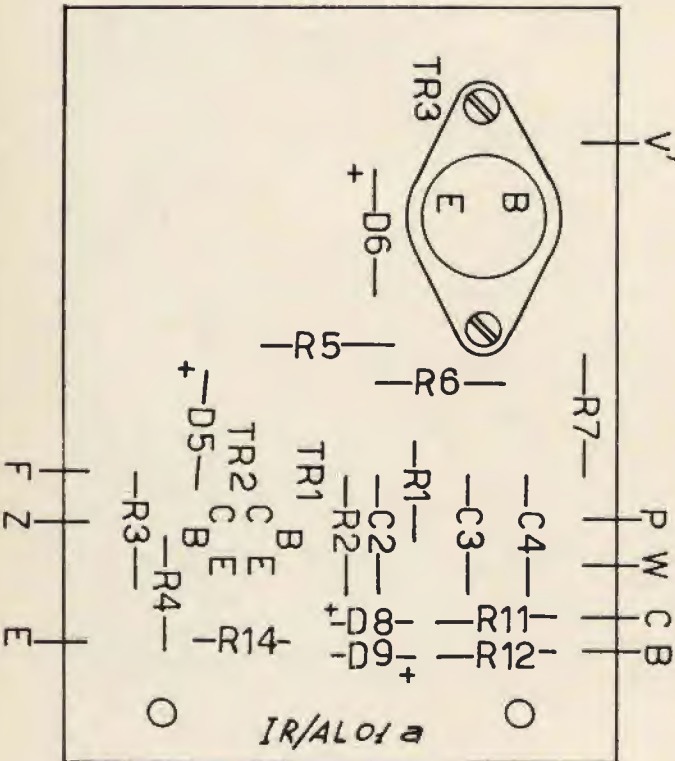 TR3
V'
B
E
+
D6
R5
R6
+
D5
R7
TR2
TR1
F
Z
E
R3
R4
C
B
E
C
E
B
R2
C2
R1
C3
C4
P
W
C
B
R14
+
D8
R11
D9
+
R12
IR/AL01a